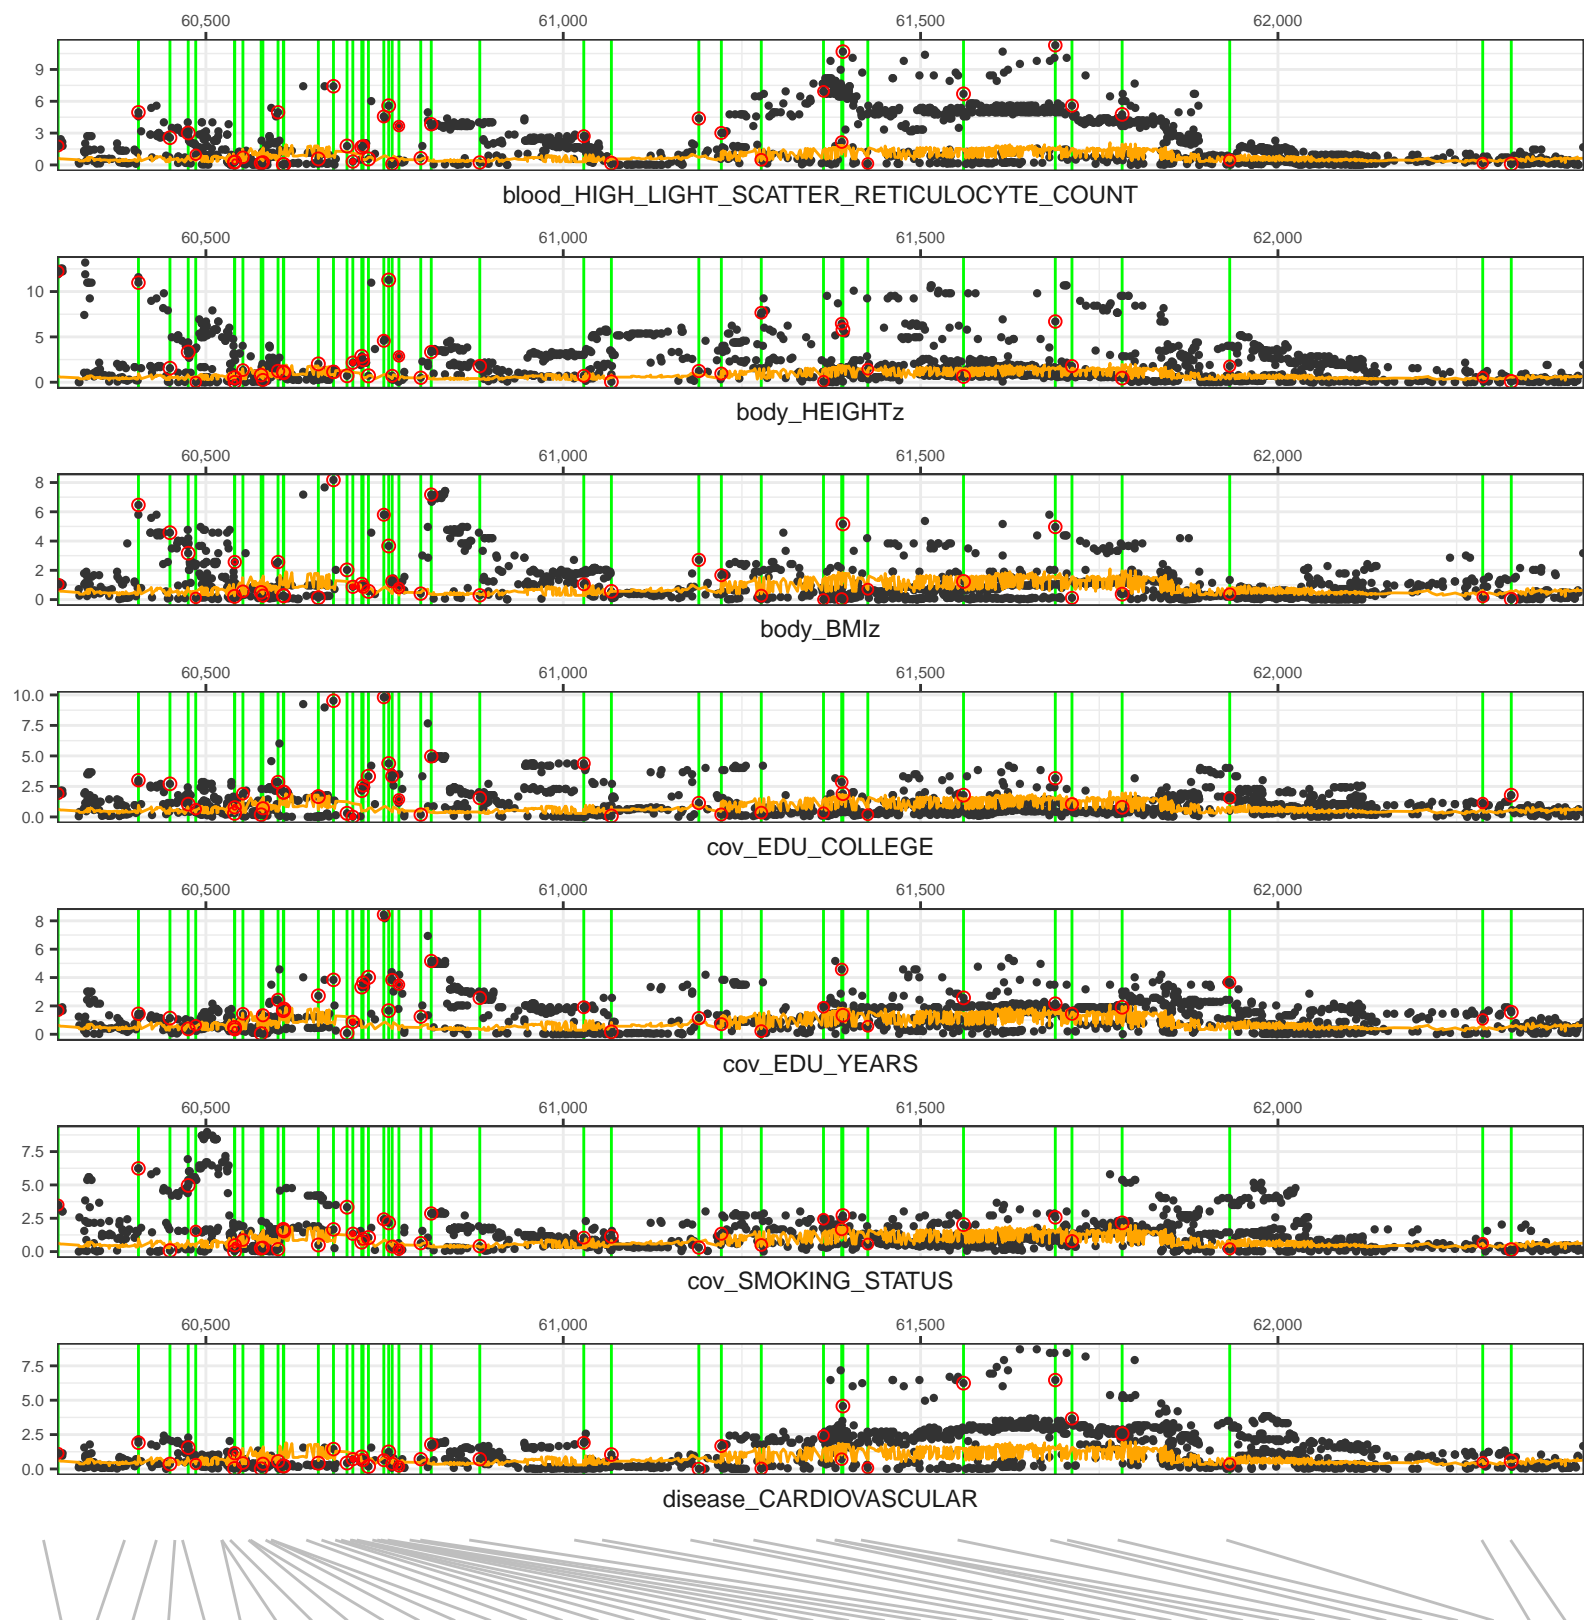 60,500 61,000 61,500 62,000
9
6
3
0
blood_HIGH_LIGHT_SCATTER_RETICULOCYTE_COUNT
60,500 61,000 61,500 62,000
10
5
0
body_HEIGHTz
60,500 61,000 61,500 62,000
8
6
4
2
0
body_BMIz
60,500 61,000 61,500 62,000
10.0
7.5
5.0
2.5
0.0
cov_EDU_COLLEGE
60,500 61,000 61,500 62,000
8
6
4
2
0
cov_EDU_YEARS
60,500 61,000 61,500 62,000
7.5
5.0
2.5
0.0
cov_SMOKING_STATUS
60,500 61,000 61,500 62,000
7.5
5.0
2.5
0.0
disease_CARDIOVASCULAR